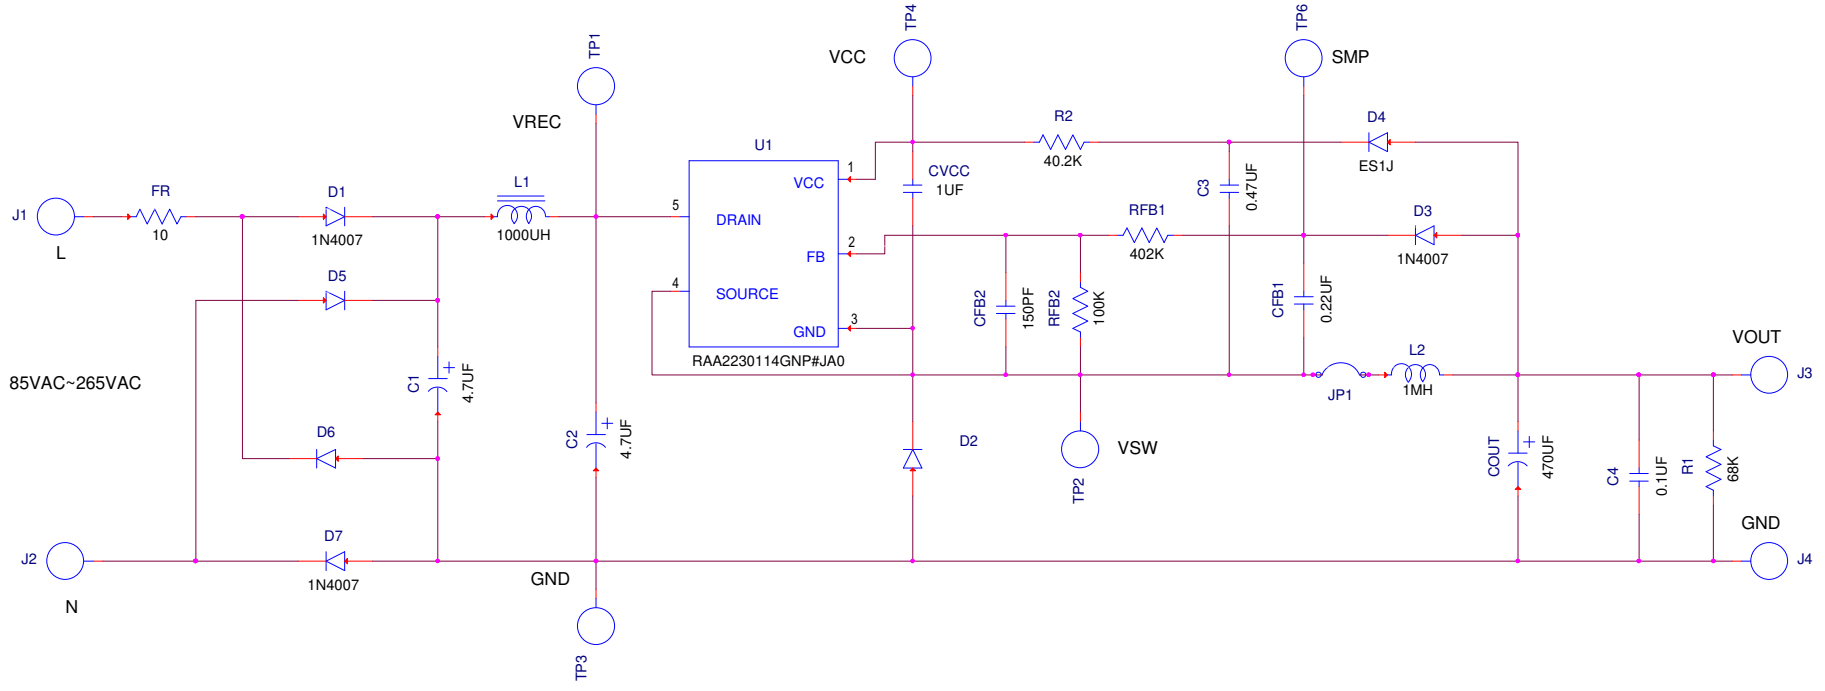 TP4
TP6
TP1
VCC
SMP
VREC
R2
40.2K
D4
ES1J
U1
1
VCC
CVCC
1UF
C3
0.47UF
J1
L
FR
10
D1
1N4007
L1
1000UH
5
DRAIN
2
FB
RFB1
402K
D3
1N4007
D5
4
SOURCE
3
GND
RAA2230114GNP#JA0
CFB2
150PF
RFB2
100K
CFB1
0.22UF
VOUT
85VAC~265VAC
C1
4.7UF
JP1
L2
1MH
J3
D6
C2
4.7UF
D2
VSW
TP2
COUT
470UF
C4
0.1UF
R1
68K
J2
N
D7
1N4007
GND
GND
J4
TP3